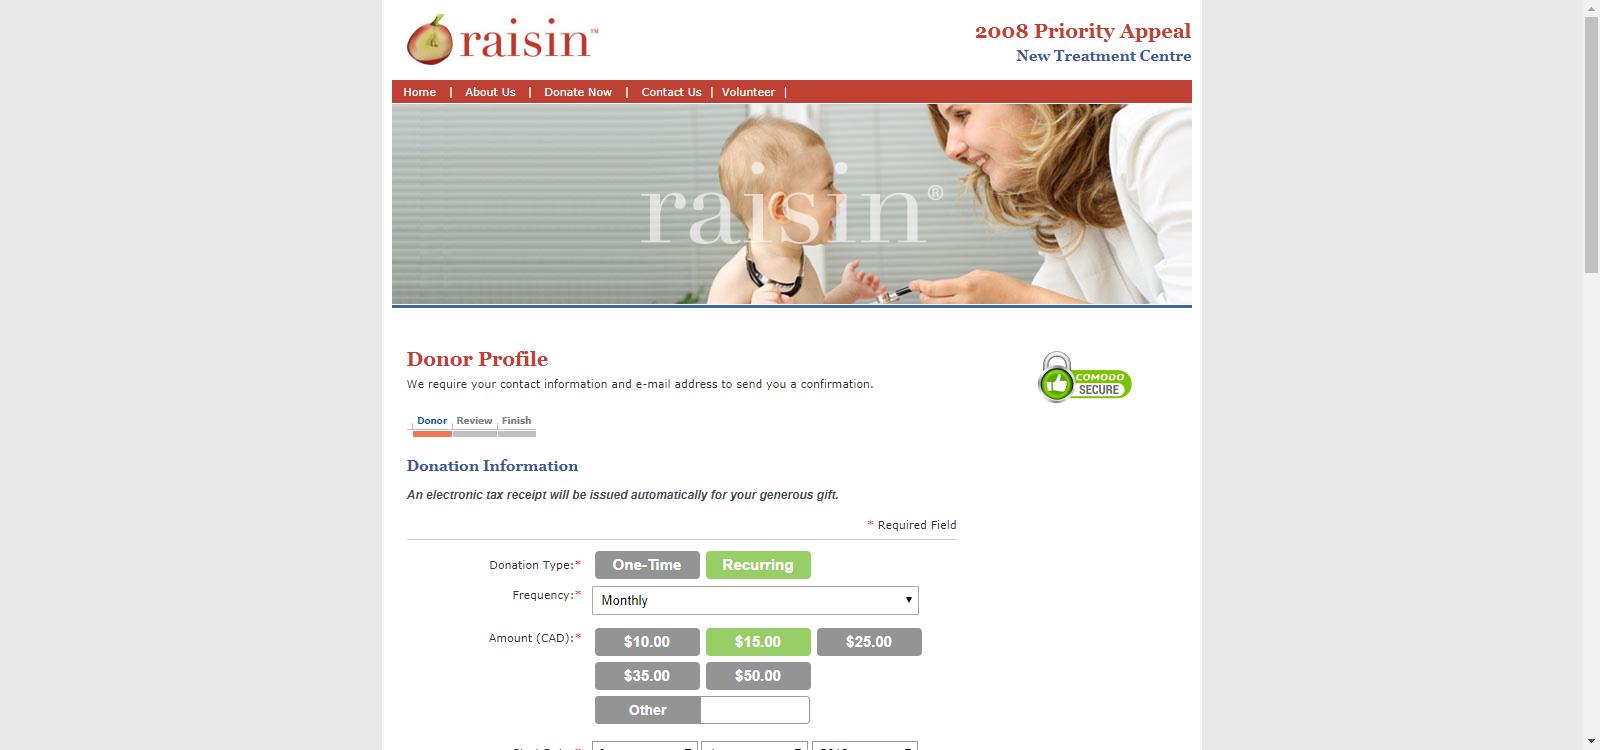 raisin™
2008 Priority Appeal
New Treatment Centre
Home | About Us | Donate Now | Contact Us | Volunteer |
raisin®
Donor Profile
We require your contact information and e-mail address to send you a confirmation.
COMODO
SECURE
Donor Review Finish
Donation Information
An electronic tax receipt will be issued automatically for your generous gift.
* Required Field
Donation Type:* One-Time Recurring
Frequency:* Monthly
Amount (CAD):* $10.00 $15.00 $25.00
$35.00 $50.00
Other